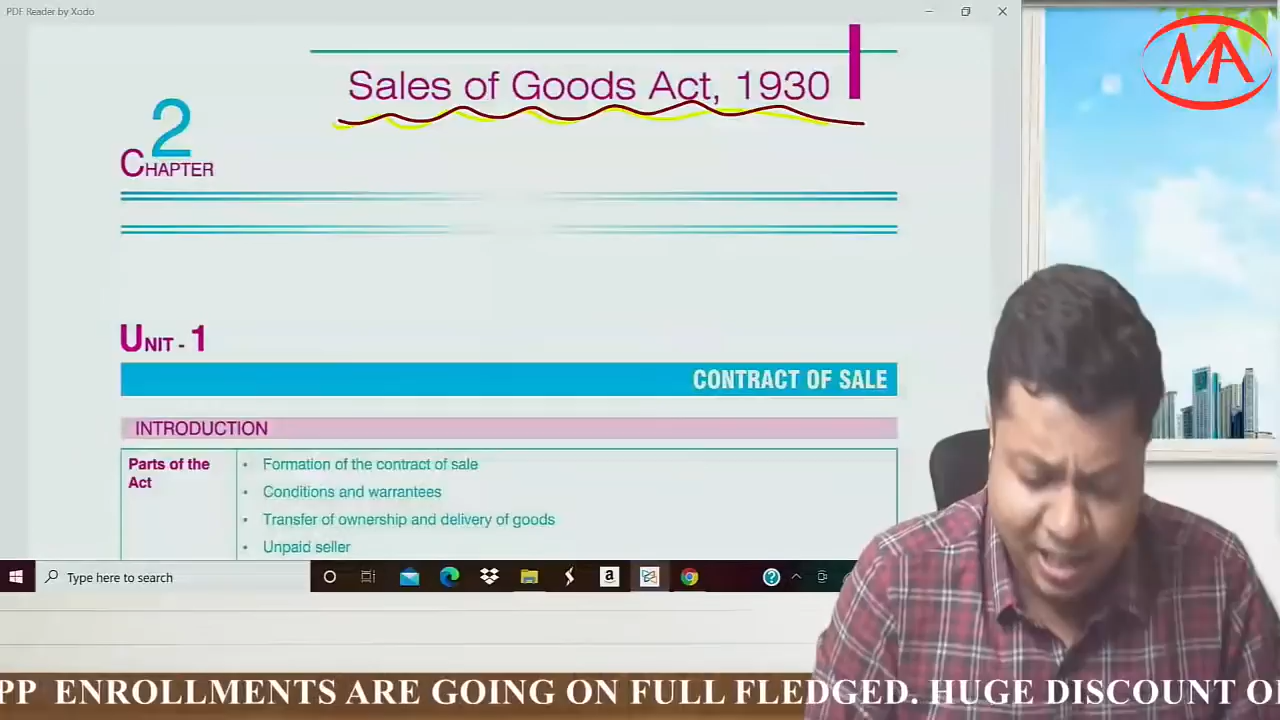 PDF Reader by Xodo
Sales of Goods Act, 1930
2
CHAPTER
UNIT - 1
CONTRACT OF SALE
INTRODUCTION
Parts of the
Act
• Formation of the contract of sale
• Conditions and warrantees
• Transfer of ownership and delivery of goods
• Unpaid seller
Type here to search
a
?
MA
PP ENROLLMENTS ARE GOING ON FULL FLEDGED. HUGE DISCOUNT O